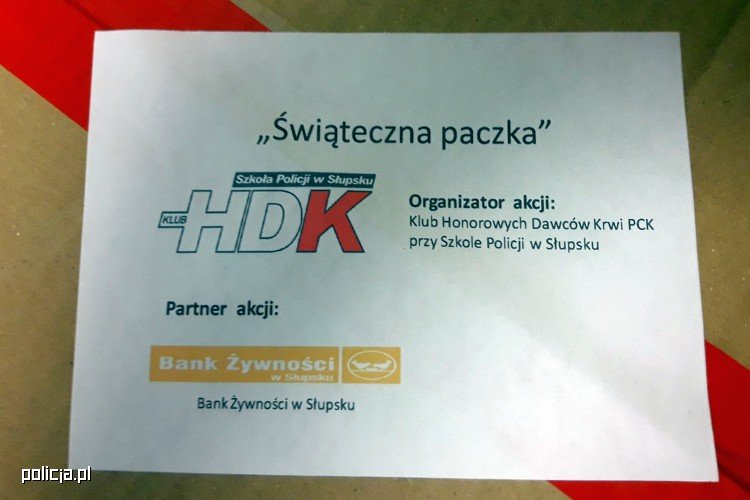 „Świąteczna paczka”
Szkoła Policji w Słupsku
KLUB
HDK
Organizator akcji:
Klub Honorowych Dawców Krwi PCK
przy Szkole Policji w Słupsku
Partner akcji:
Bank Żywności
w Słupsku
Bank Żywności w Słupsku
policja.pl